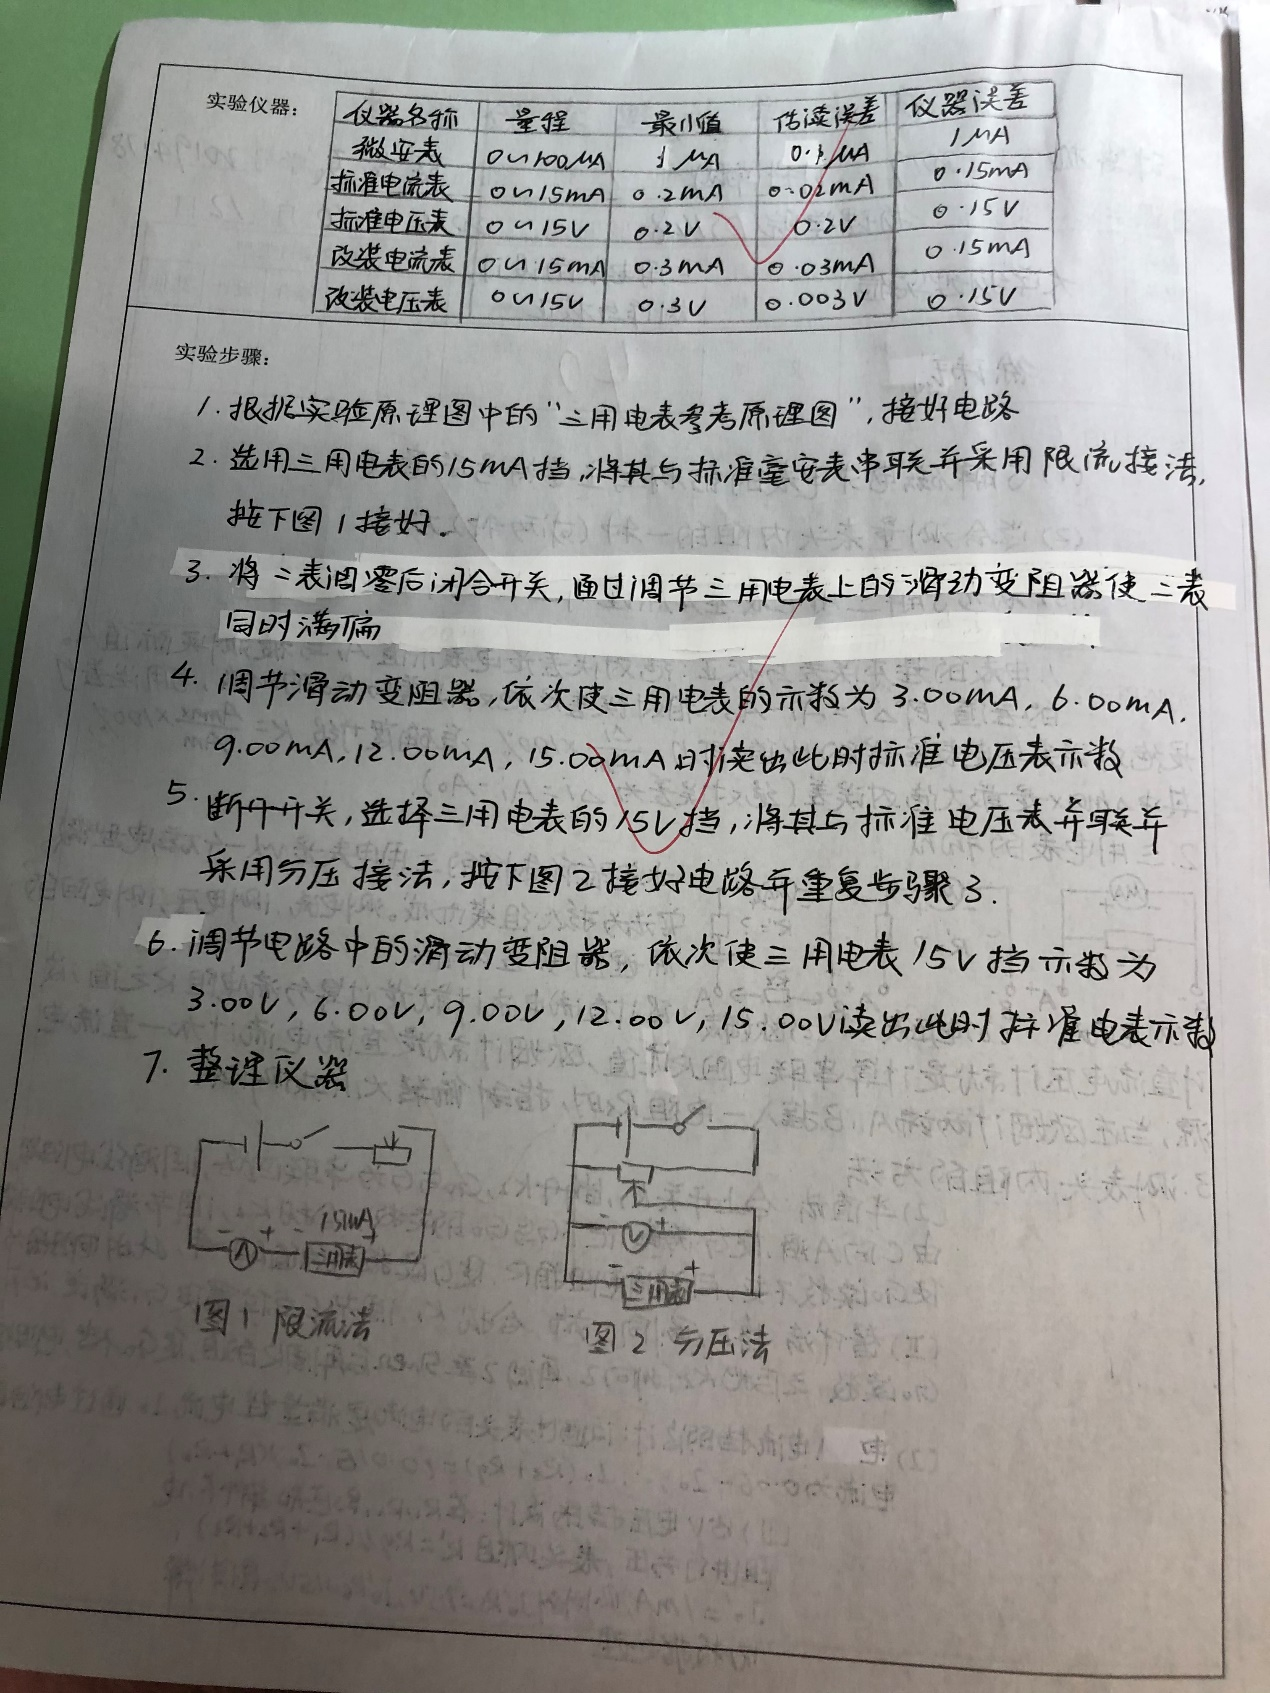 实验仪器:
仪器名称 量程 最小值 估读误差 仪器误差
微安表 0~100μA 1μA 0.1μA 1μA
标准电流表 0~15mA 0.2mA 0.02mA 0.15mA
标准电压表 0~15V 0.2V 0.2V 0.15V
改装电流表 0~15mA 0.3mA 0.03mA 0.15mA
改装电压表 0~15V 0.3V 0.003V 0.15V
实验步骤:
1. 根据实验原理图中的“三用电表参考原理图”,接好电路
2. 选用三用电表的15mA挡,将其与标准毫安表串联并采用限流接法,
按下图1接好.
3. 将三表调零后闭合开关,通过调节三用电表上的滑动变阻器使三表
同时满偏
4. 调节滑动变阻器,依次使三用电表的示数为3.00mA, 6.00mA,
9.00mA, 12.00mA, 15.00mA时读出此时标准电压表示数
5. 断开开关,选择三用电表的15V挡,将其与标准电压表并联并
采用分压接法,按下图2接好电路并重复步骤3.
6. 调节电路中的滑动变阻器,依次使三用电表15V挡示数为
3.00V, 6.00V, 9.00V, 12.00V, 15.00V读出此时标准电表示数
7. 整理仪器
15mA
- A + - 三用表 +
- V +
- 三用表 +
图1 限流法
图2 分压法